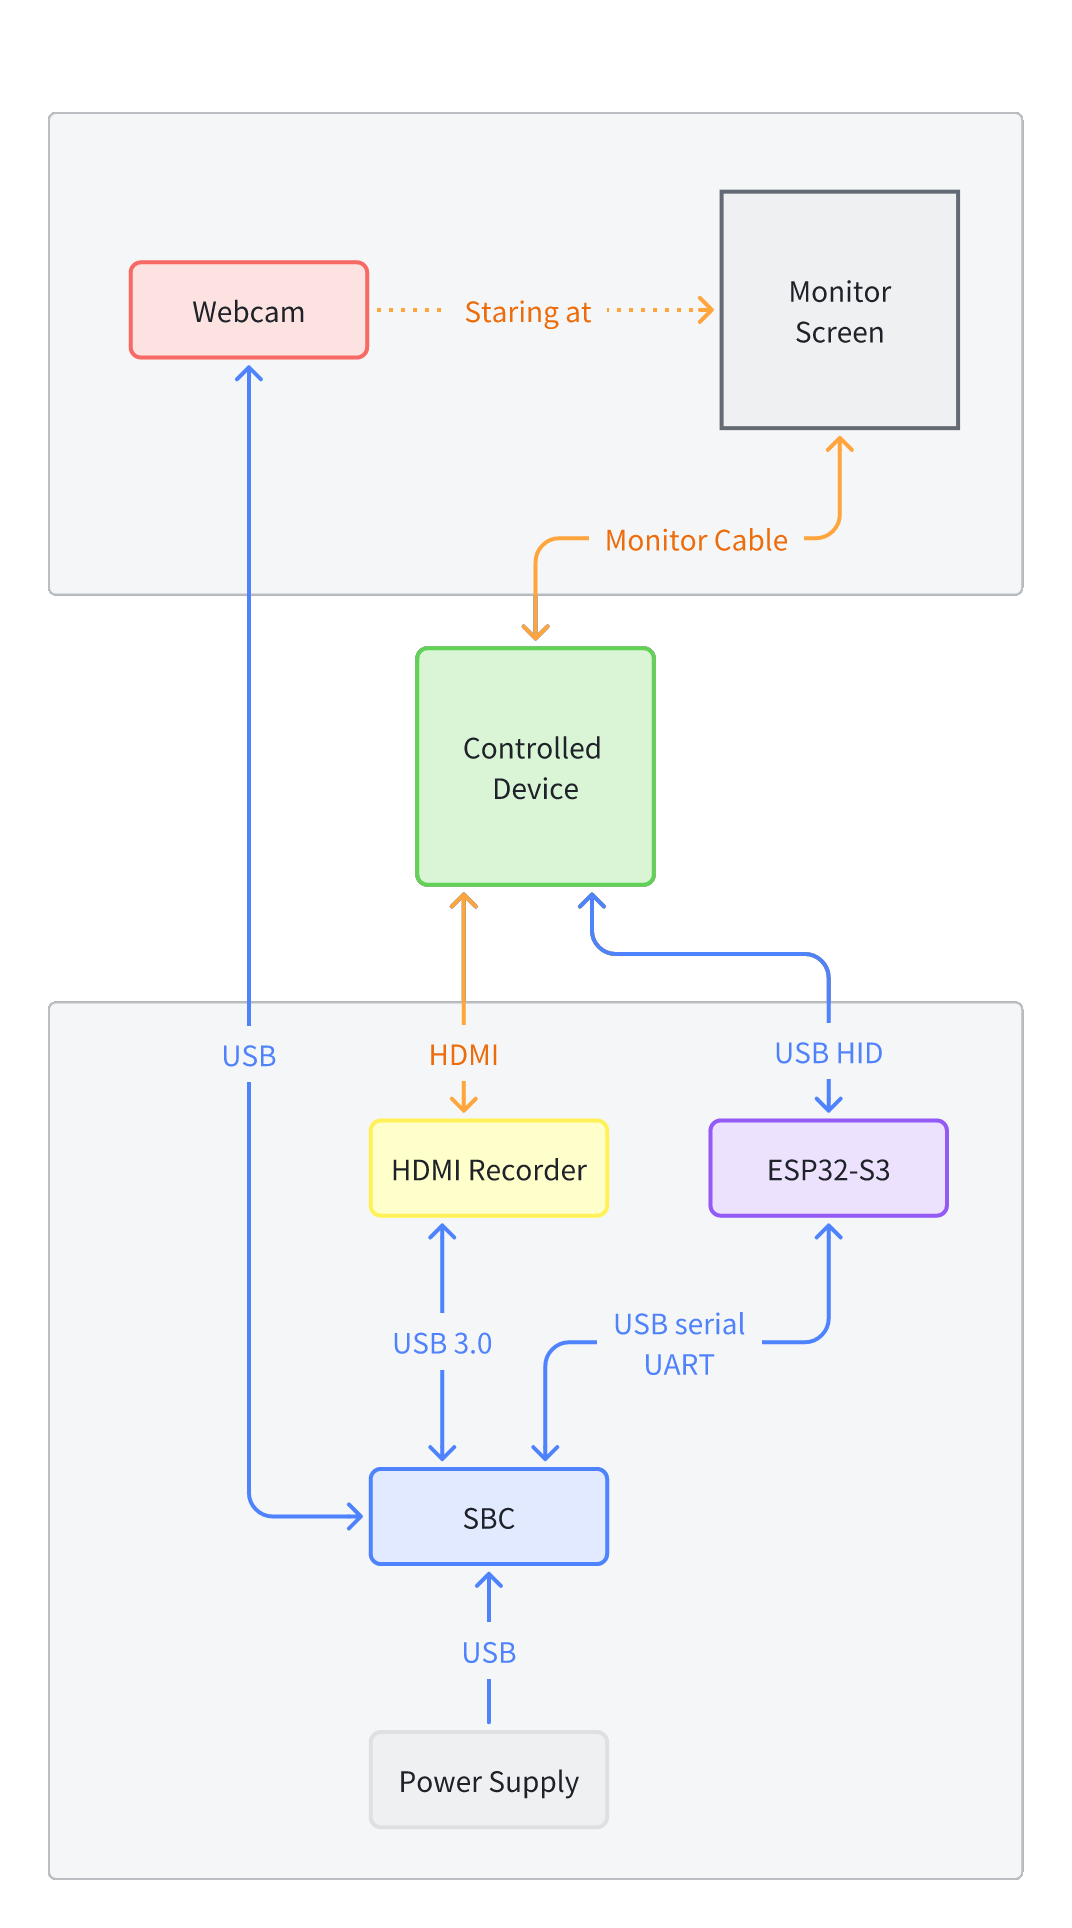 Webcam
Staring at
Monitor
Screen
Monitor Cable
Controlled
Device
USB
HDMI
USB HID
HDMI Recorder
ESP32-S3
USB 3.0
USB serial
UART
SBC
USB
Power Supply